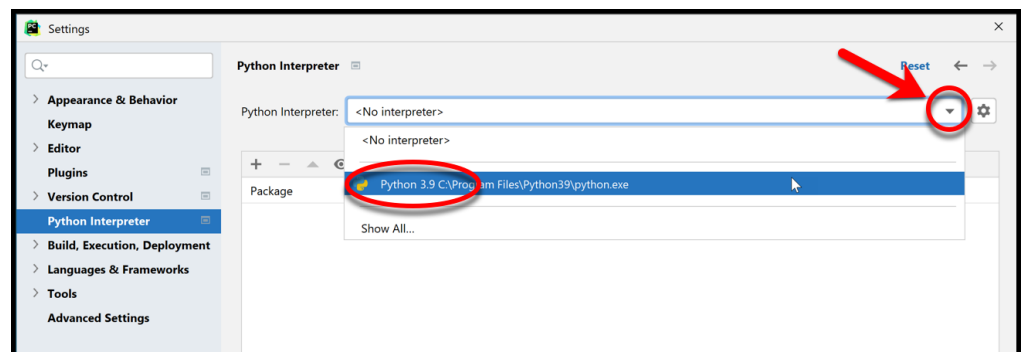 PC
Settings
Python Interpreter
Reset
Appearance & Behavior
Keymap
Editor
Plugins
Version Control
Python Interpreter
Build, Execution, Deployment
Languages & Frameworks
Tools
Advanced Settings
Python Interpreter:
<No interpreter>
<No interpreter>
Python 3.9 C:\Program Files\Python39\python.exe
Show All...
Package